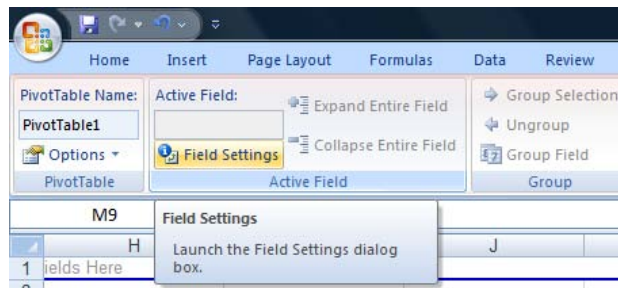 Home Insert Page Layout Formulas Data Review
PivotTable Name: Active Field:
PivotTable1
Options
Field Settings
Expand Entire Field
Collapse Entire Field
Group Selection
Ungroup
Group Field
PivotTable Active Field Group
M9
Field Settings
Launch the Field Settings dialog
box.
H J
1 ields Here